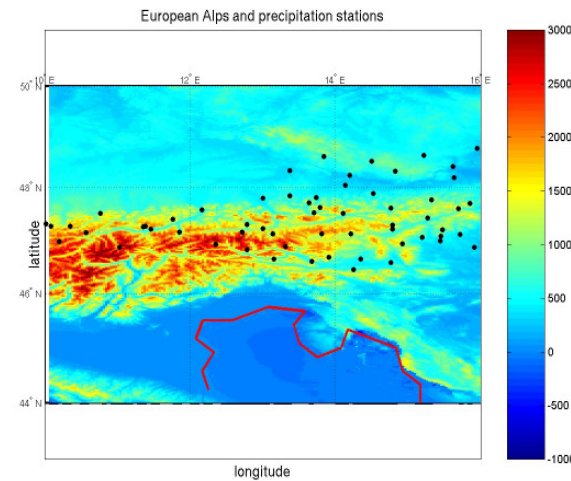 European Alps and precipitation stations
10° E
12° E
14° E
16° E
50° N
48° N
46° N
44° N
latitude
longitude
3000
2500
2000
1500
1000
500
0
-500
-1000